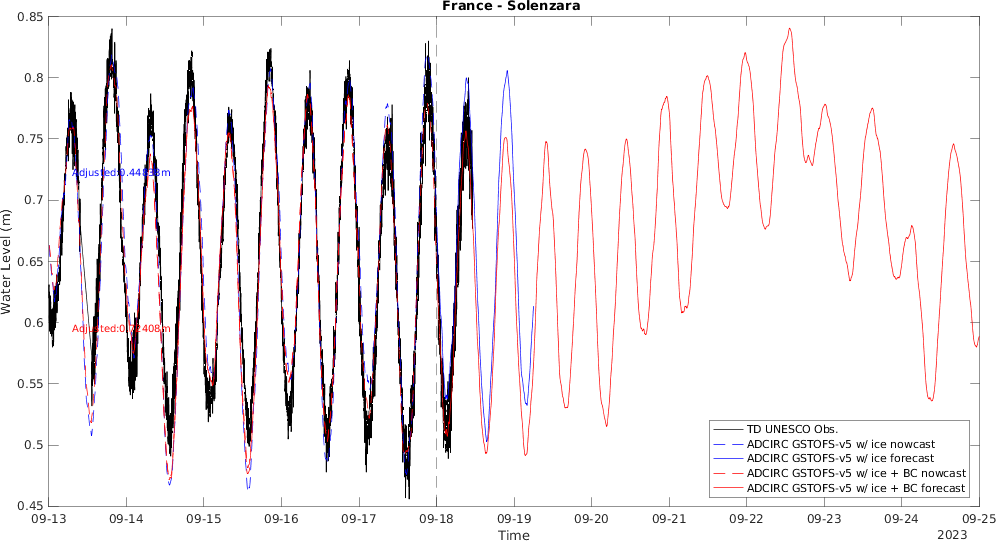 France - Solenzara
0.85
0.8
0.75
0.7
0.65
0.6
0.55
0.5
0.45
Water Level (m)
09-13
09-14
09-15
09-16
09-17
09-18
09-19
09-20
09-21
09-22
09-23
09-24
09-25
Time
2023
TD UNESCO Obs.
ADCIRC GSTOFS-v5 w/ ice nowcast
ADCIRC GSTOFS-v5 w/ ice forecast
ADCIRC GSTOFS-v5 w/ ice + BC nowcast
ADCIRC GSTOFS-v5 w/ ice + BC forecast